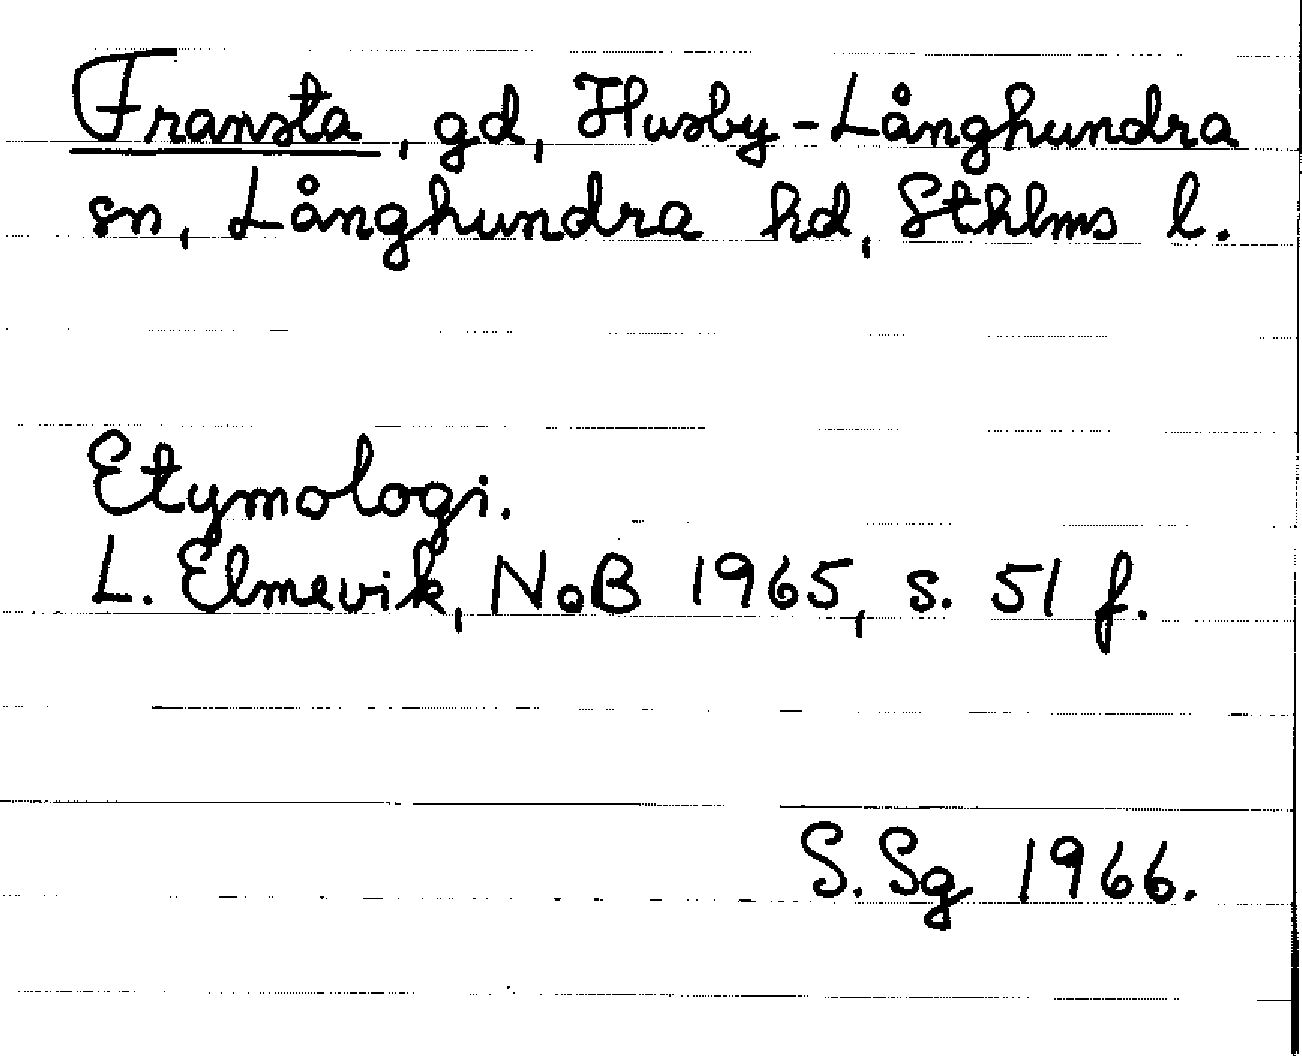 Fransta, gd, Husby-Långhundra
sn, Långhundra hd, Sthlms l.
Etymologi.
L. Elmevik, NoB 1965, s. 51 f.
S. Sg 1966.